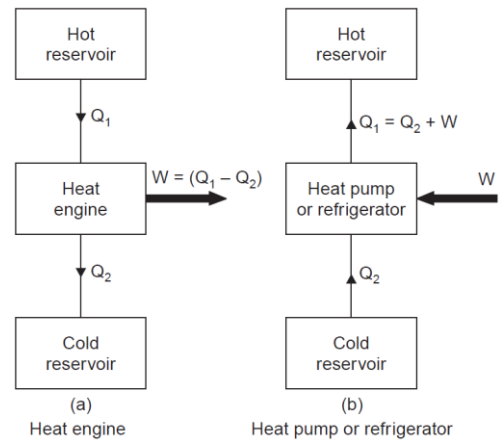 Hot
reservoir
Q₁
Heat
engine
W = (Q₁ – Q₂)
Q₂
Cold
reservoir
(a)
Heat engine
Hot
reservoir
Q₁ = Q₂ + W
Heat pump
or refrigerator
W
Q₂
Cold
reservoir
(b)
Heat pump or refrigerator